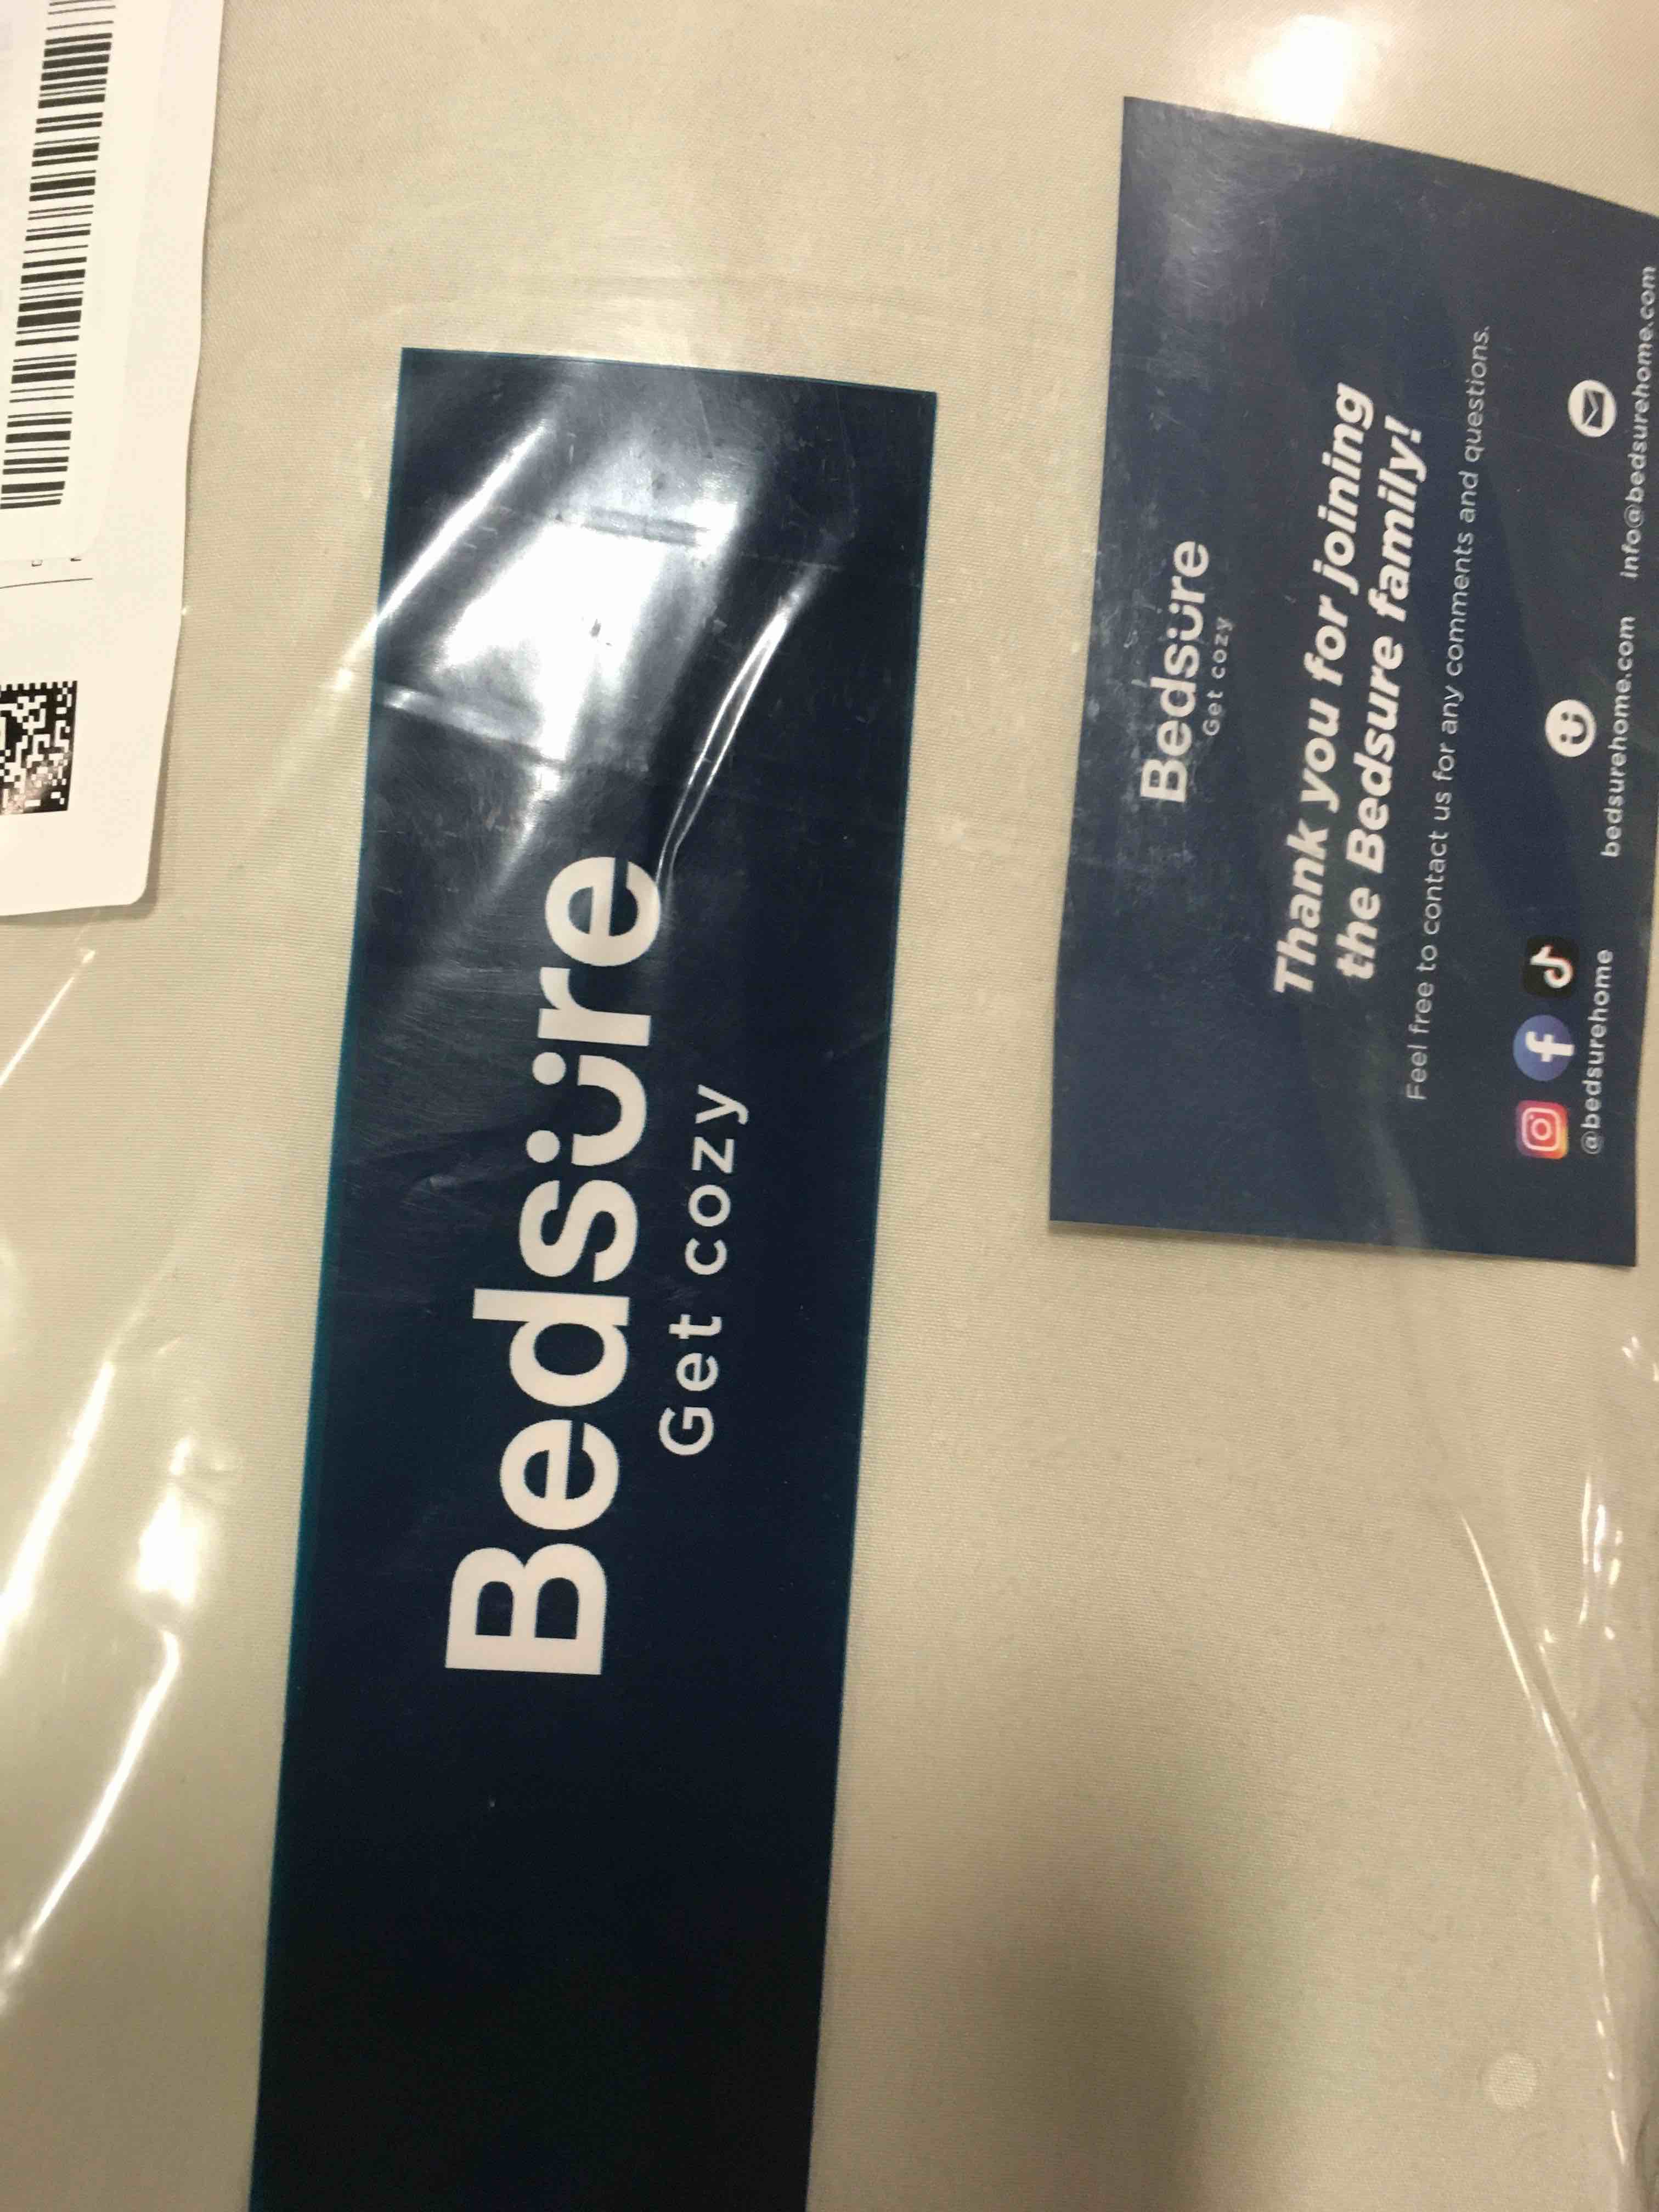 Bedsüre
Get cozy
Bedsüre
Get cozy
Thank you for joining
the Bedsure family!
Feel free to contact us for any comments and questions.
@bedsurehome
bedsurehome.com
info@bedsurehome.com